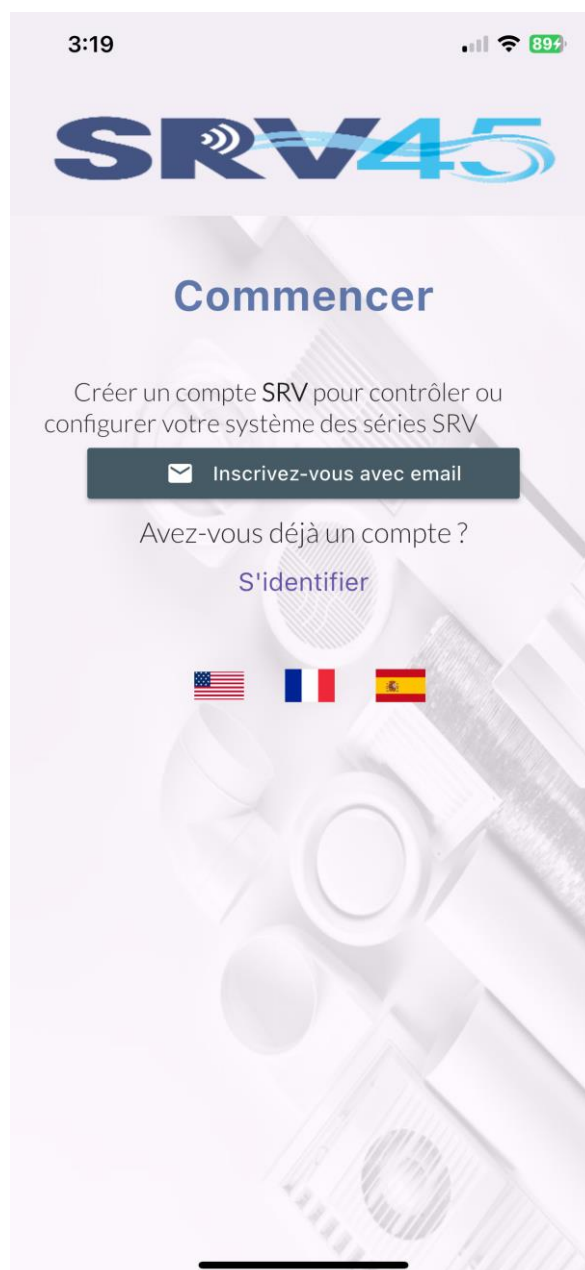 3:19
89
SRV45
Commencer
Créer un compte SRV pour contrôler ou
configurer votre système des séries SRV
Inscrivez-vous avec email
Avez-vous déjà un compte ?
S'identifier